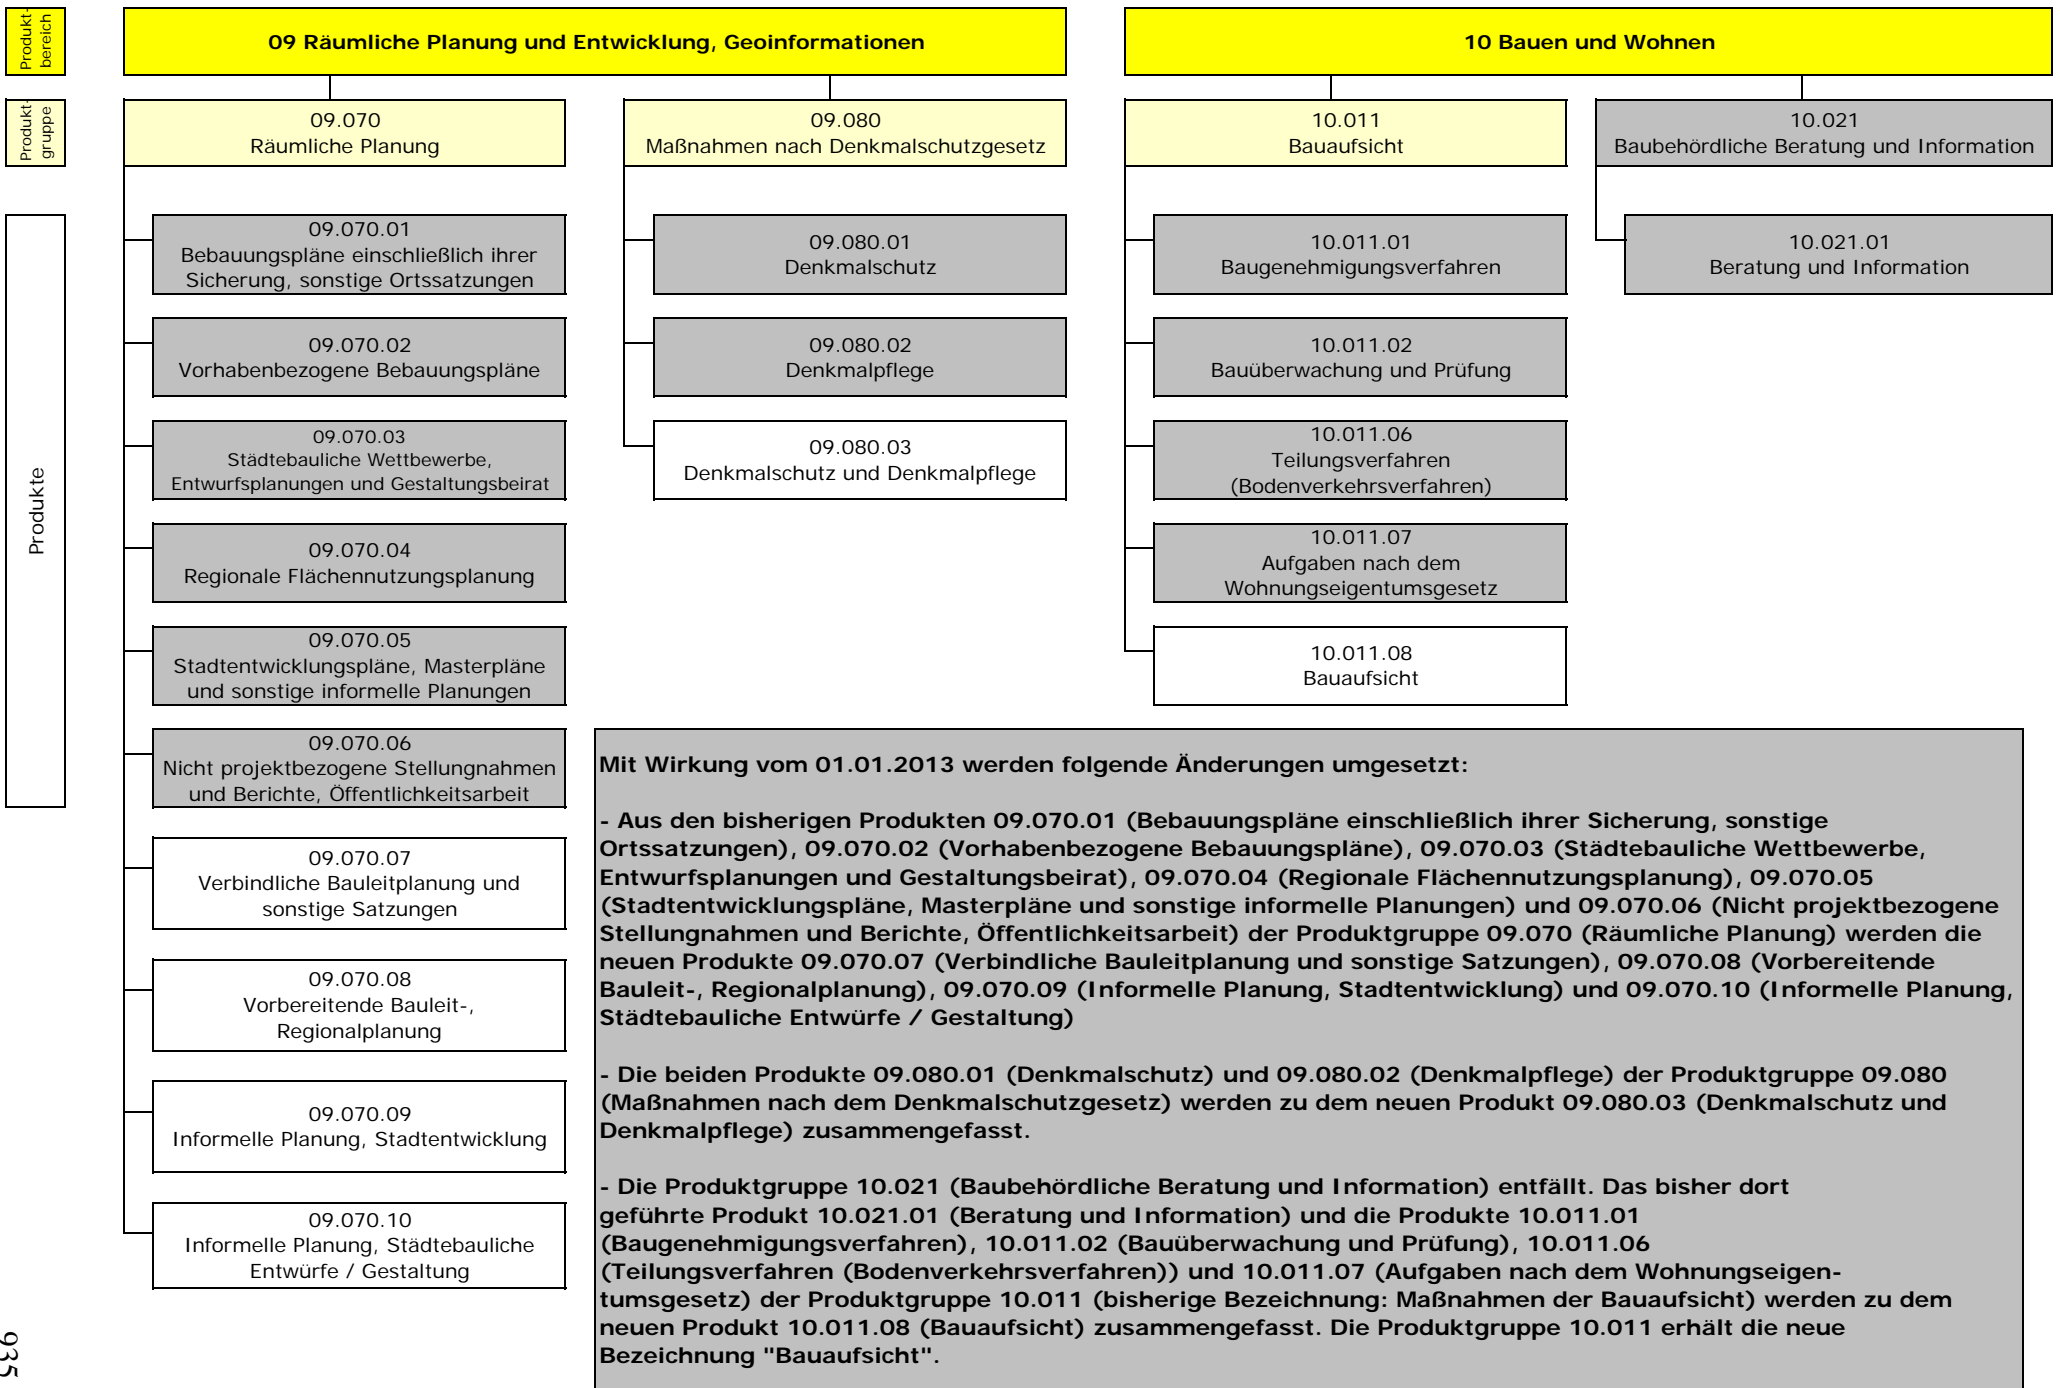 Produkt-
bereich
09 Räumliche Planung und Entwicklung, Geoinformationen
10 Bauen und Wohnen
Produkt-
gruppe
09.070
Räumliche Planung
09.080
Maßnahmen nach Denkmalschutzgesetz
10.011
Bauaufsicht
10.021
Baubehördliche Beratung und Information
Produkte
09.070.01
Bebauungspläne einschließlich ihrer
Sicherung, sonstige Ortssatzungen
09.070.02
Vorhabenbezogene Bebauungspläne
09.070.03
Städtebauliche Wettbewerbe,
Entwurfsplanungen und Gestaltungsbeirat
09.070.04
Regionale Flächennutzungsplanung
09.070.05
Stadtentwicklungspläne, Masterpläne
und sonstige informelle Planungen
09.070.06
Nicht projektbezogene Stellungnahmen
und Berichte, Öffentlichkeitsarbeit
09.070.07
Verbindliche Bauleitplanung und
sonstige Satzungen
09.070.08
Vorbereitende Bauleit-,
Regionalplanung
09.070.09
Informelle Planung, Stadtentwicklung
09.070.10
Informelle Planung, Städtebauliche
Entwürfe / Gestaltung
09.080.01
Denkmalschutz
09.080.02
Denkmalpflege
09.080.03
Denkmalschutz und Denkmalpflege
10.011.01
Baugenehmigungsverfahren
10.011.02
Bauüberwachung und Prüfung
10.011.06
Teilungsverfahren
(Bodenverkehrsverfahren)
10.011.07
Aufgaben nach dem
Wohnungseigentumsgesetz
10.011.08
Bauaufsicht
10.021.01
Beratung und Information
Mit Wirkung vom 01.01.2013 werden folgende Änderungen umgesetzt:
- Aus den bisherigen Produkten 09.070.01 (Bebauungspläne einschließlich ihrer Sicherung, sonstige
Ortssatzungen), 09.070.02 (Vorhabenbezogene Bebauungspläne), 09.070.03 (Städtebauliche Wettbewerbe,
Entwurfsplanungen und Gestaltungsbeirat), 09.070.04 (Regionale Flächennutzungsplanung), 09.070.05
(Stadtentwicklungspläne, Masterpläne und sonstige informelle Planungen) und 09.070.06 (Nicht projektbezogene
Stellungnahmen und Berichte, Öffentlichkeitsarbeit) der Produktgruppe 09.070 (Räumliche Planung) werden die
neuen Produkte 09.070.07 (Verbindliche Bauleitplanung und sonstige Satzungen), 09.070.08 (Vorbereitende
Bauleit-, Regionalplanung), 09.070.09 (Informelle Planung, Stadtentwicklung) und 09.070.10 (Informelle Planung,
Städtebauliche Entwürfe / Gestaltung)
- Die beiden Produkte 09.080.01 (Denkmalschutz) und 09.080.02 (Denkmalpflege) der Produktgruppe 09.080
(Maßnahmen nach dem Denkmalschutzgesetz) werden zu dem neuen Produkt 09.080.03 (Denkmalschutz und
Denkmalpflege) zusammengefasst.
- Die Produktgruppe 10.021 (Baubehördliche Beratung und Information) entfällt. Das bisher dort
geführte Produkt 10.021.01 (Beratung und Information) und die Produkte 10.011.01
(Baugenehmigungsverfahren), 10.011.02 (Bauüberwachung und Prüfung), 10.011.06
(Teilungsverfahren (Bodenverkehrsverfahren)) und 10.011.07 (Aufgaben nach dem Wohnungseigen-
tumsgesetz) der Produktgruppe 10.011 (bisherige Bezeichnung: Maßnahmen der Bauaufsicht) werden zu dem
neuen Produkt 10.011.08 (Bauaufsicht) zusammengefasst. Die Produktgruppe 10.011 erhält die neue
Bezeichnung "Bauaufsicht".
935